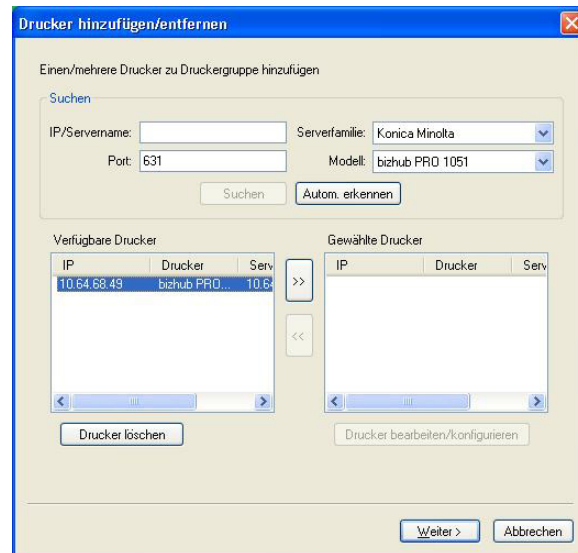 Drucker hinzufügen/entfernen
Einen/mehrere Drucker zu Druckergruppe hinzufügen
Suchen
IP/Servername: Serverfamilie: Konica Minolta
Port: 631 Modell: bizhub PRO 1051
Suchen Autom. erkennen
Verfügbare Drucker Gewählte Drucker
IP Drucker Serv IP Drucker Serv
10.64.68.49 bizhub PRO... 10.64
>>
<<
Drucker löschen Drucker bearbeiten/konfigurieren
Weiter > Abbrechen